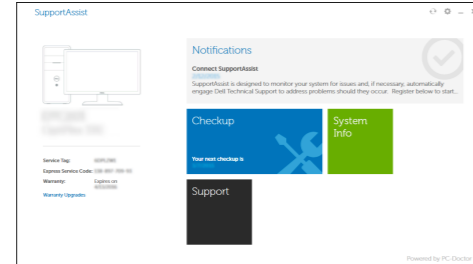 SupportAssist
Notifications
Connect SupportAssist
SupportAssist is designed to monitor your system for issues and, if necessary, automatically
engage Dell Technical Support to address problems should they occur. Register below to start...
Checkup
Your next checkup is
System
Info
Support
Service Tag:
Express Service Code:
Warranty: Expires on
Warranty Upgrades
Powered by PC-Doctor